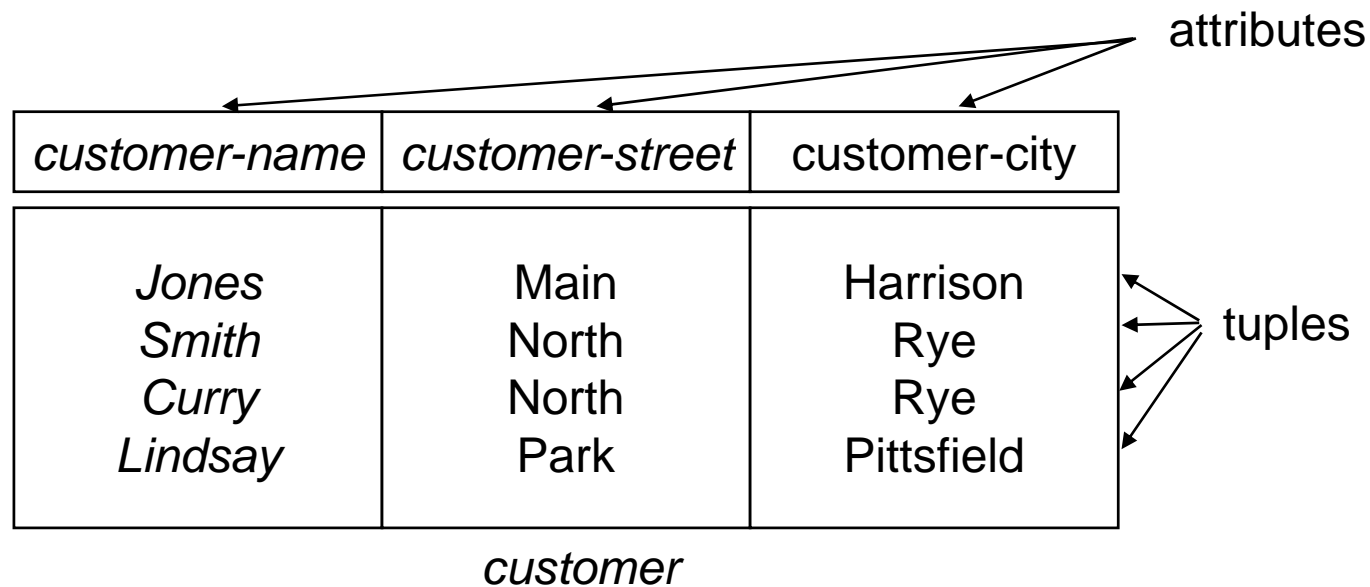 attributes
customer-name customer-street customer-city
Jones Main Harrison
Smith North Rye
Curry North Rye
Lindsay Park Pittsfield
tuples
customer